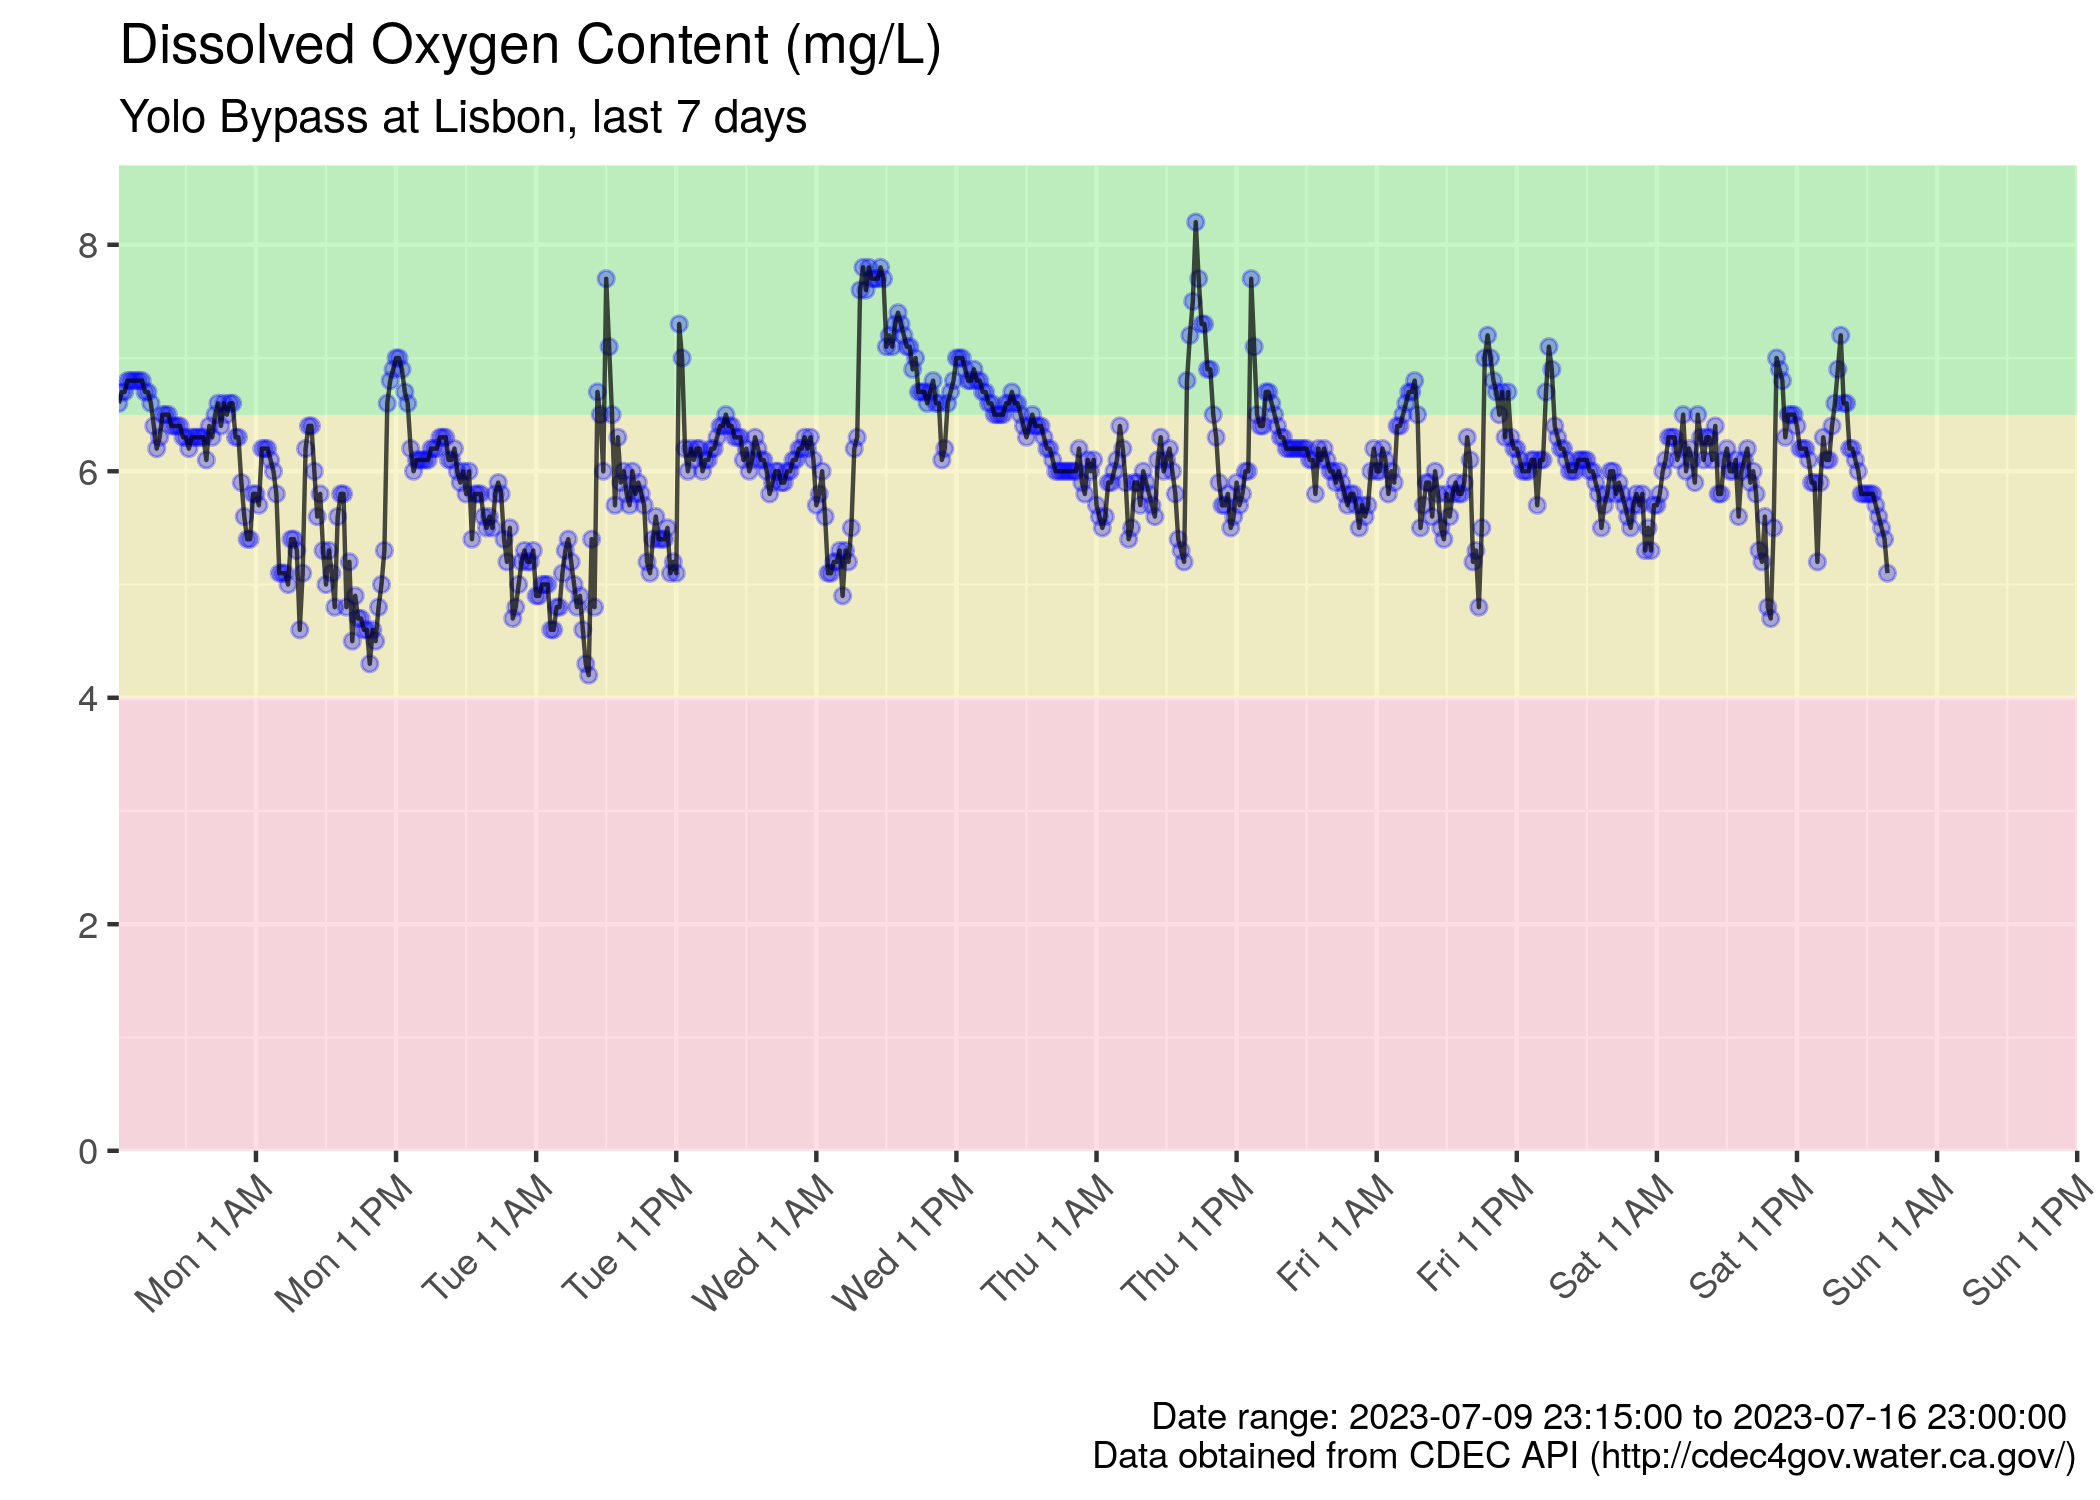 Dissolved Oxygen Content (mg/L)
Yolo Bypass at Lisbon, last 7 days
8
6
4
2
0
Mon 11AM
Mon 11PM
Tue 11AM
Tue 11PM
Wed 11AM
Wed 11PM
Thu 11AM
Thu 11PM
Fri 11AM
Fri 11PM
Sat 11AM
Sat 11PM
Sun 11AM
Sun 11PM
Date range: 2023-07-09 23:15:00 to 2023-07-16 23:00:00
Data obtained from CDEC API (http://cdec4gov.water.ca.gov/)